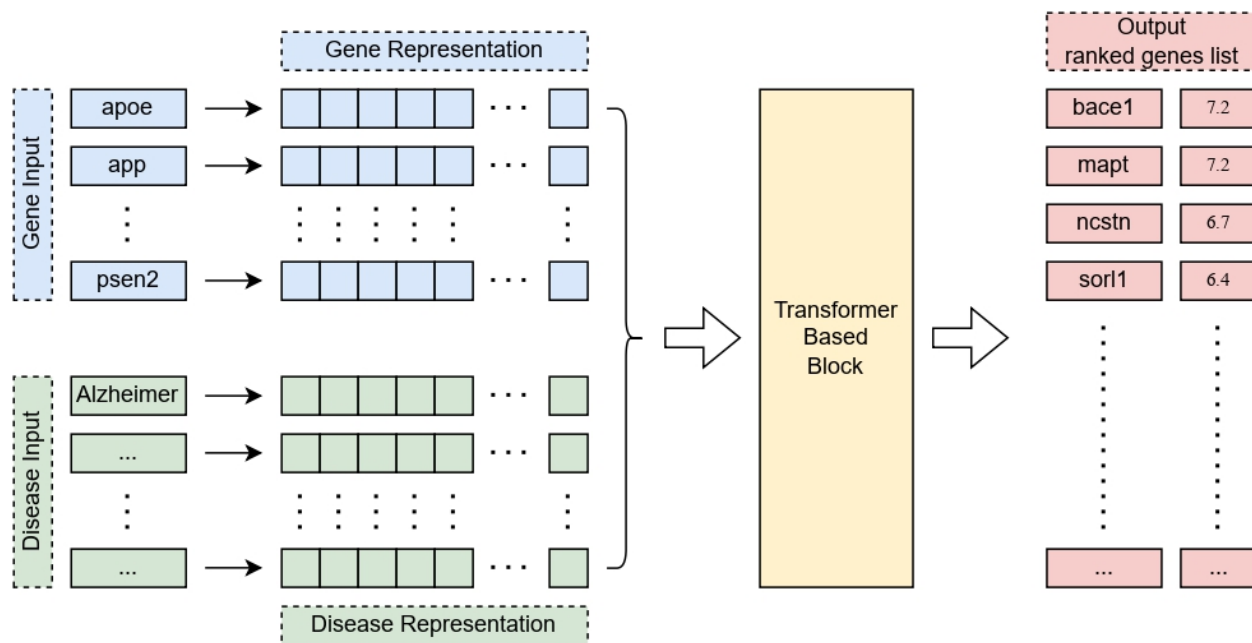 Gene Representation
Output
ranked genes list
Gene Input
apoe
...
bace1
7.2
app
...
mapt
7.2
ncstn
6.7
psen2
...
sorl1
6.4
Transformer
Based
Block
Disease Input
Alzheimer
...
...
...
...
...
...
...
Disease Representation